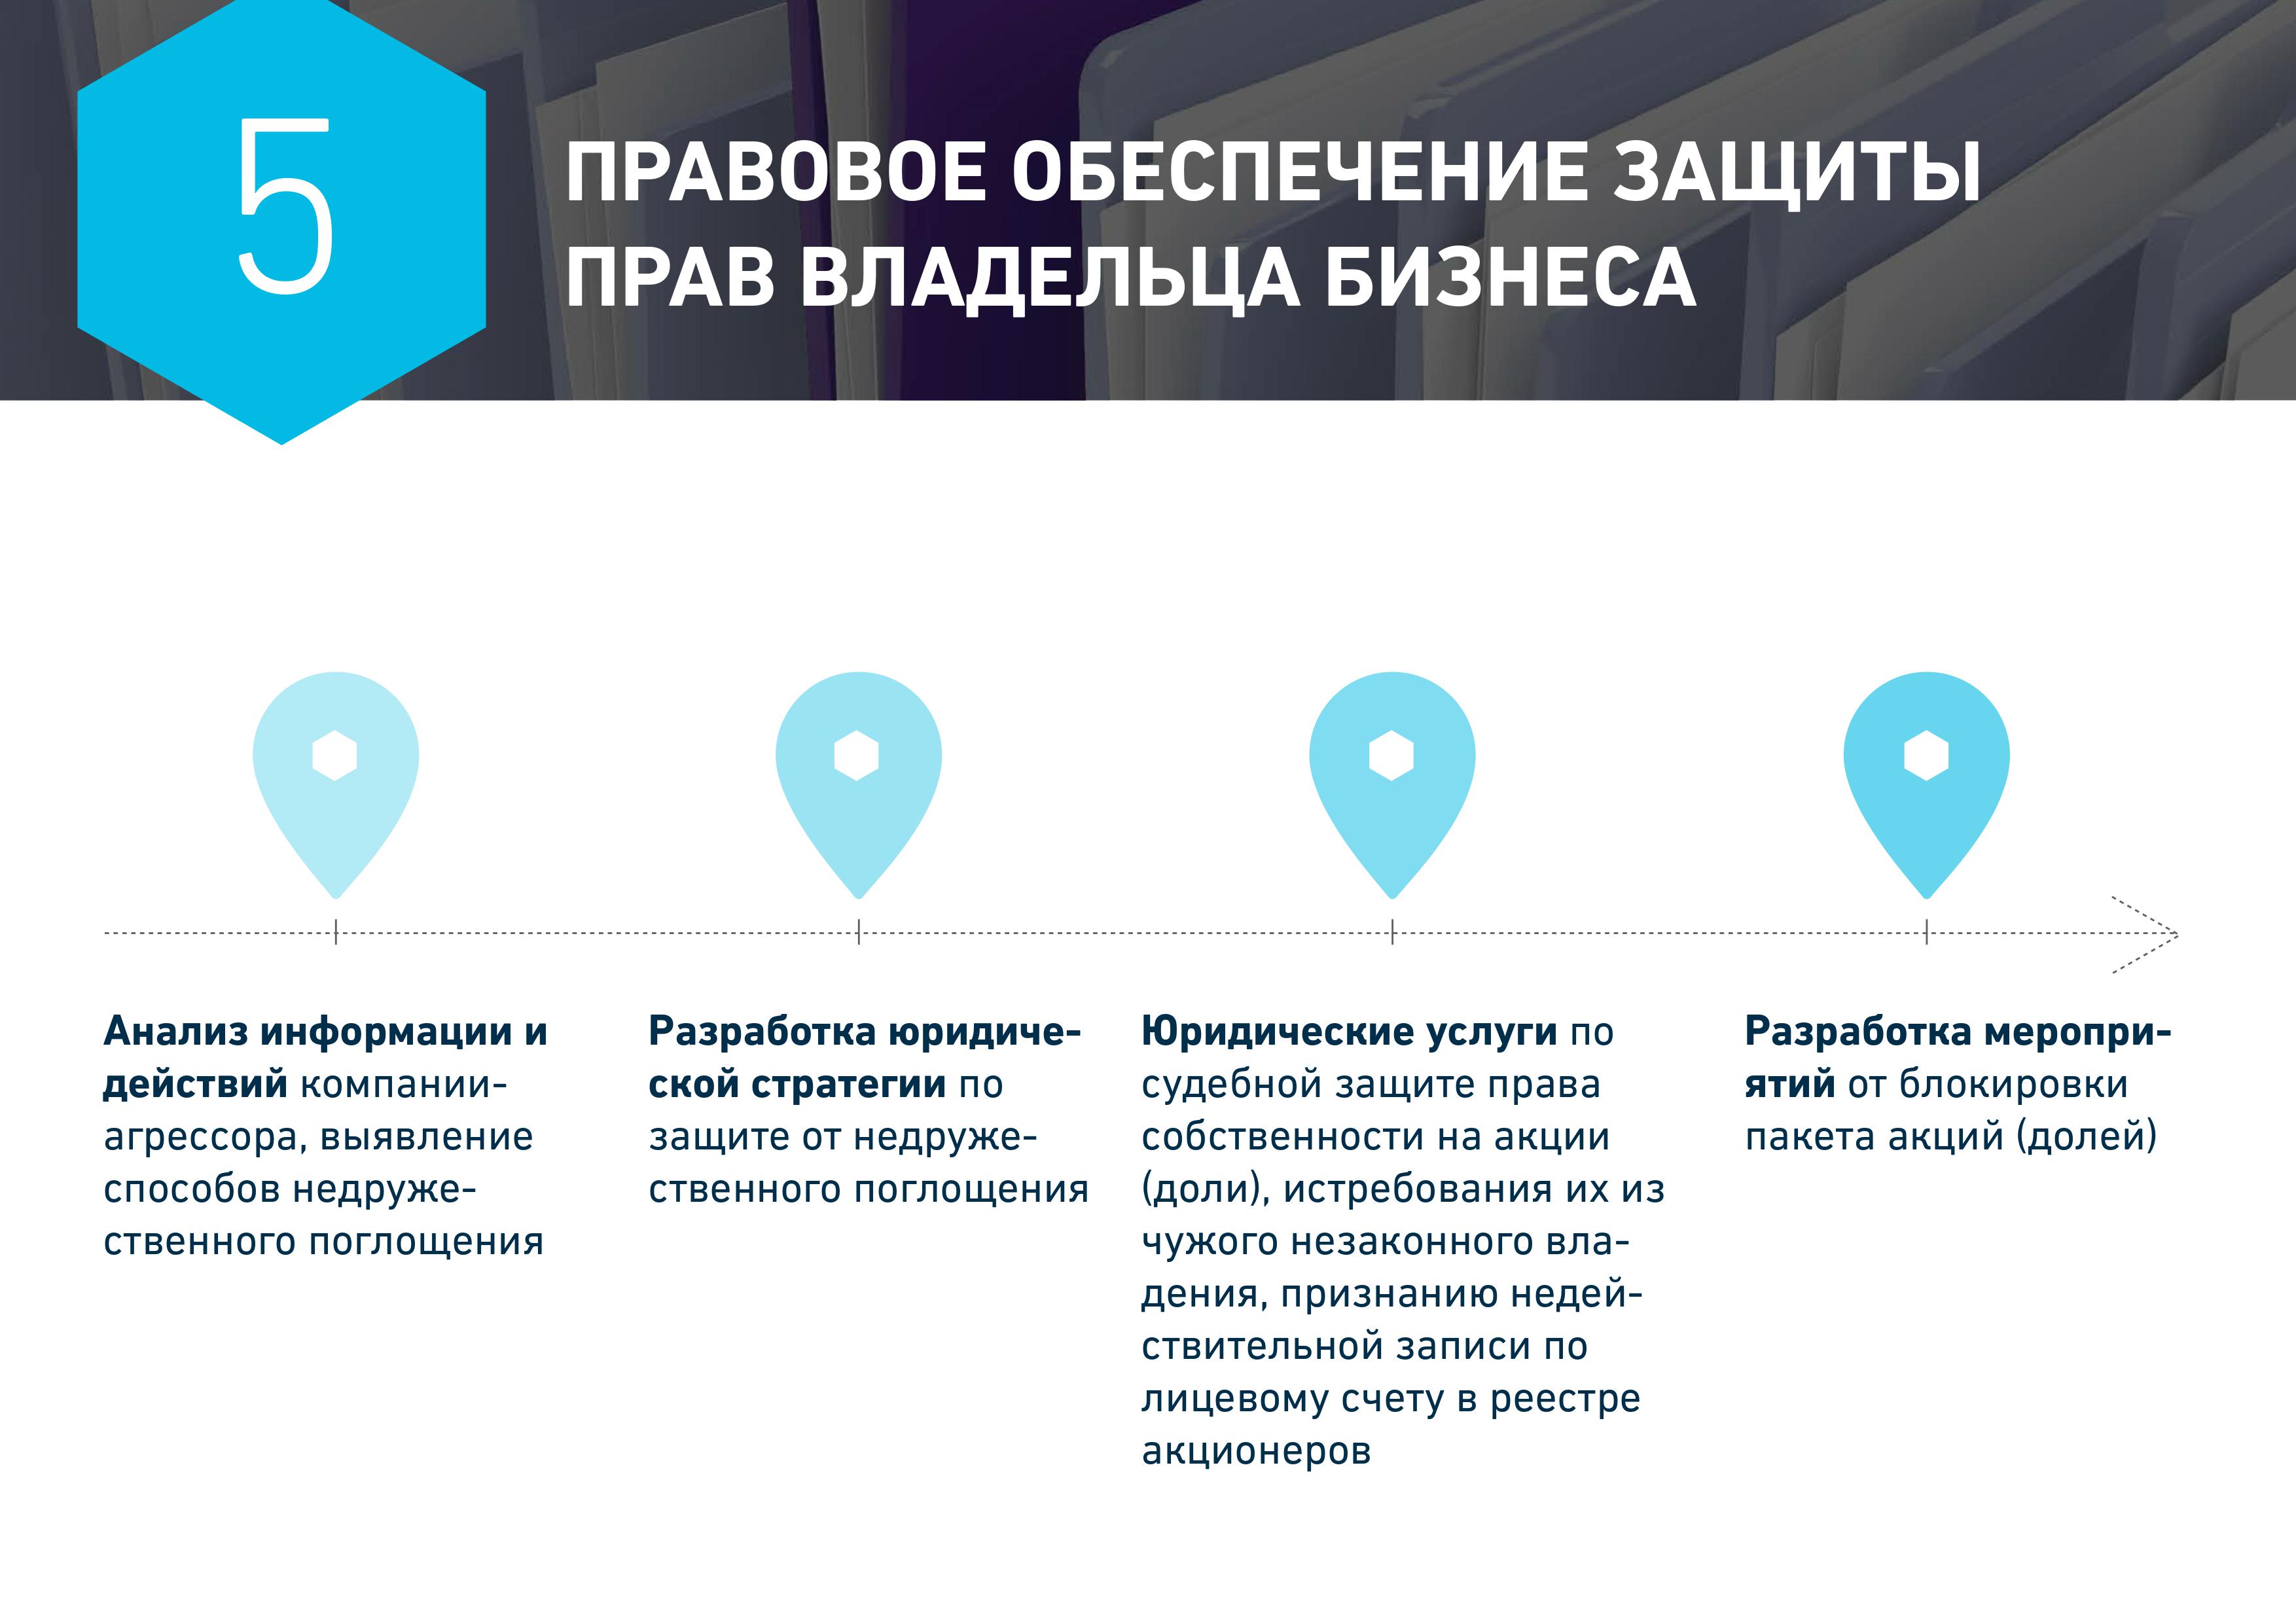 5
ПРАВОВОЕ ОБЕСПЕЧЕНИЕ ЗАЩИТЫ
ПРАВ ВЛАДЕЛЬЦА БИЗНЕСА
Анализ информации и
действий компании-
агрессора, выявление
способов недруже-
ственного поглощения
Разработка юридиче-
ской стратегии по
защите от недруже-
ственного поглощения
Юридические услуги по
судебной защите права
собственности на акции
(доли), истребования их из
чужого незаконного вла-
дения, признанию недей-
ствительной записи по
лицевому счету в реестре
акционеров
Разработка меропри-
ятий от блокировки
пакета акций (долей)